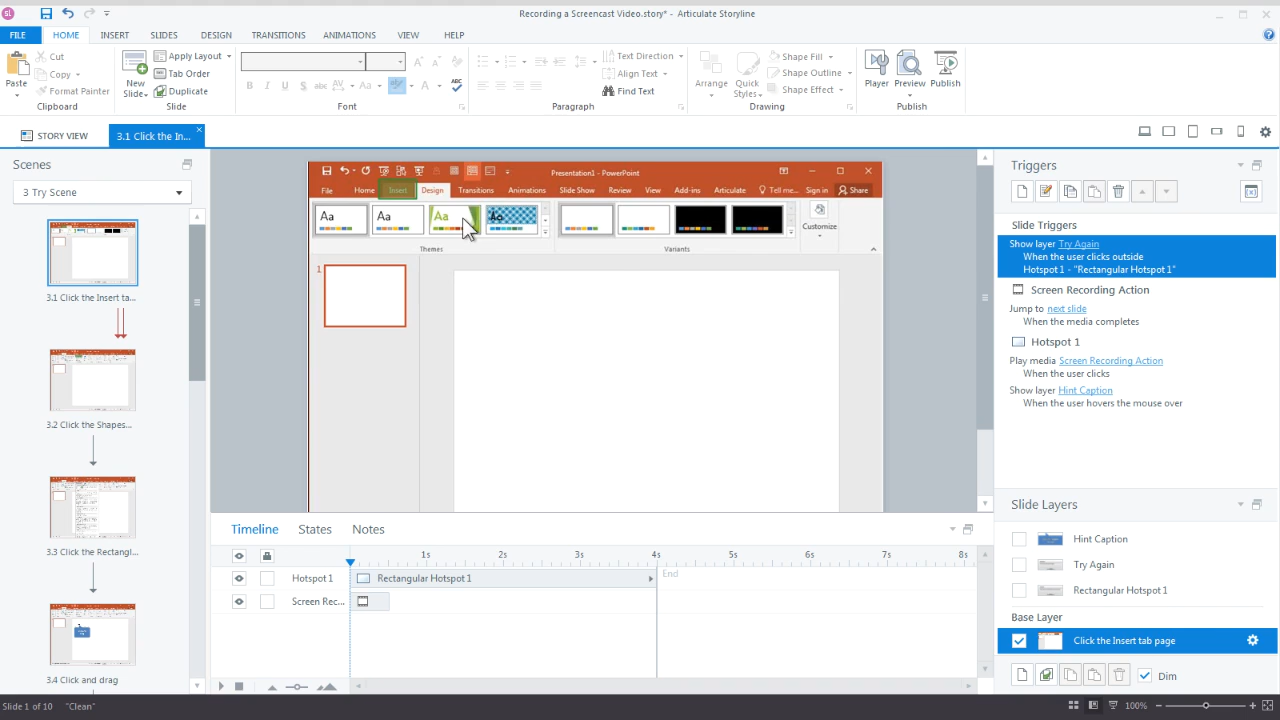 sl
Recording a Screencast Video.story* - Articulate Storyline
FILE HOME INSERT SLIDES DESIGN TRANSITIONS ANIMATIONS VIEW HELP
Paste
Cut
Copy
Format Painter
Clipboard
New
Slide
Apply Layout
Tab Order
Duplicate
Slide
B I U S abc AV Aa A ABC
Font
Text Direction
Align Text
Find Text
Paragraph
Arrange
Quick
Styles
Shape Fill
Shape Outline
Shape Effect
Drawing
Player Preview Publish
Publish
STORY VIEW
3.1 Click the In...
Scenes
3 Try Scene
3.1 Click the Insert ta...
3.2 Click the Shapes...
3.3 Click the Rectangl...
3.4 Click and drag
Presentation1 - PowerPoint
File Home Insert Design Transitions Animations Slide Show Review View Add-ins Articulate Tell me... Sign in Share
Aa Aa Aa Aa
Customize
Themes Variants
1
Timeline States Notes
1s 2s 3s 4s 5s 6s 7s 8s
Hotspot 1 Rectangular Hotspot 1 End
Screen Rec...
Triggers
Slide Triggers
Show layer Try Again
When the user clicks outside
Hotspot 1 - "Rectangular Hotspot 1"
Screen Recording Action
Jump to next slide
When the media completes
Hotspot 1
Play media Screen Recording Action
When the user clicks
Show layer Hint Caption
When the user hovers the mouse over
Slide Layers
Hint Caption
Try Again
Rectangular Hotspot 1
Base Layer
Click the Insert tab page
Dim
Slide 1 of 10 "Clean" 100%